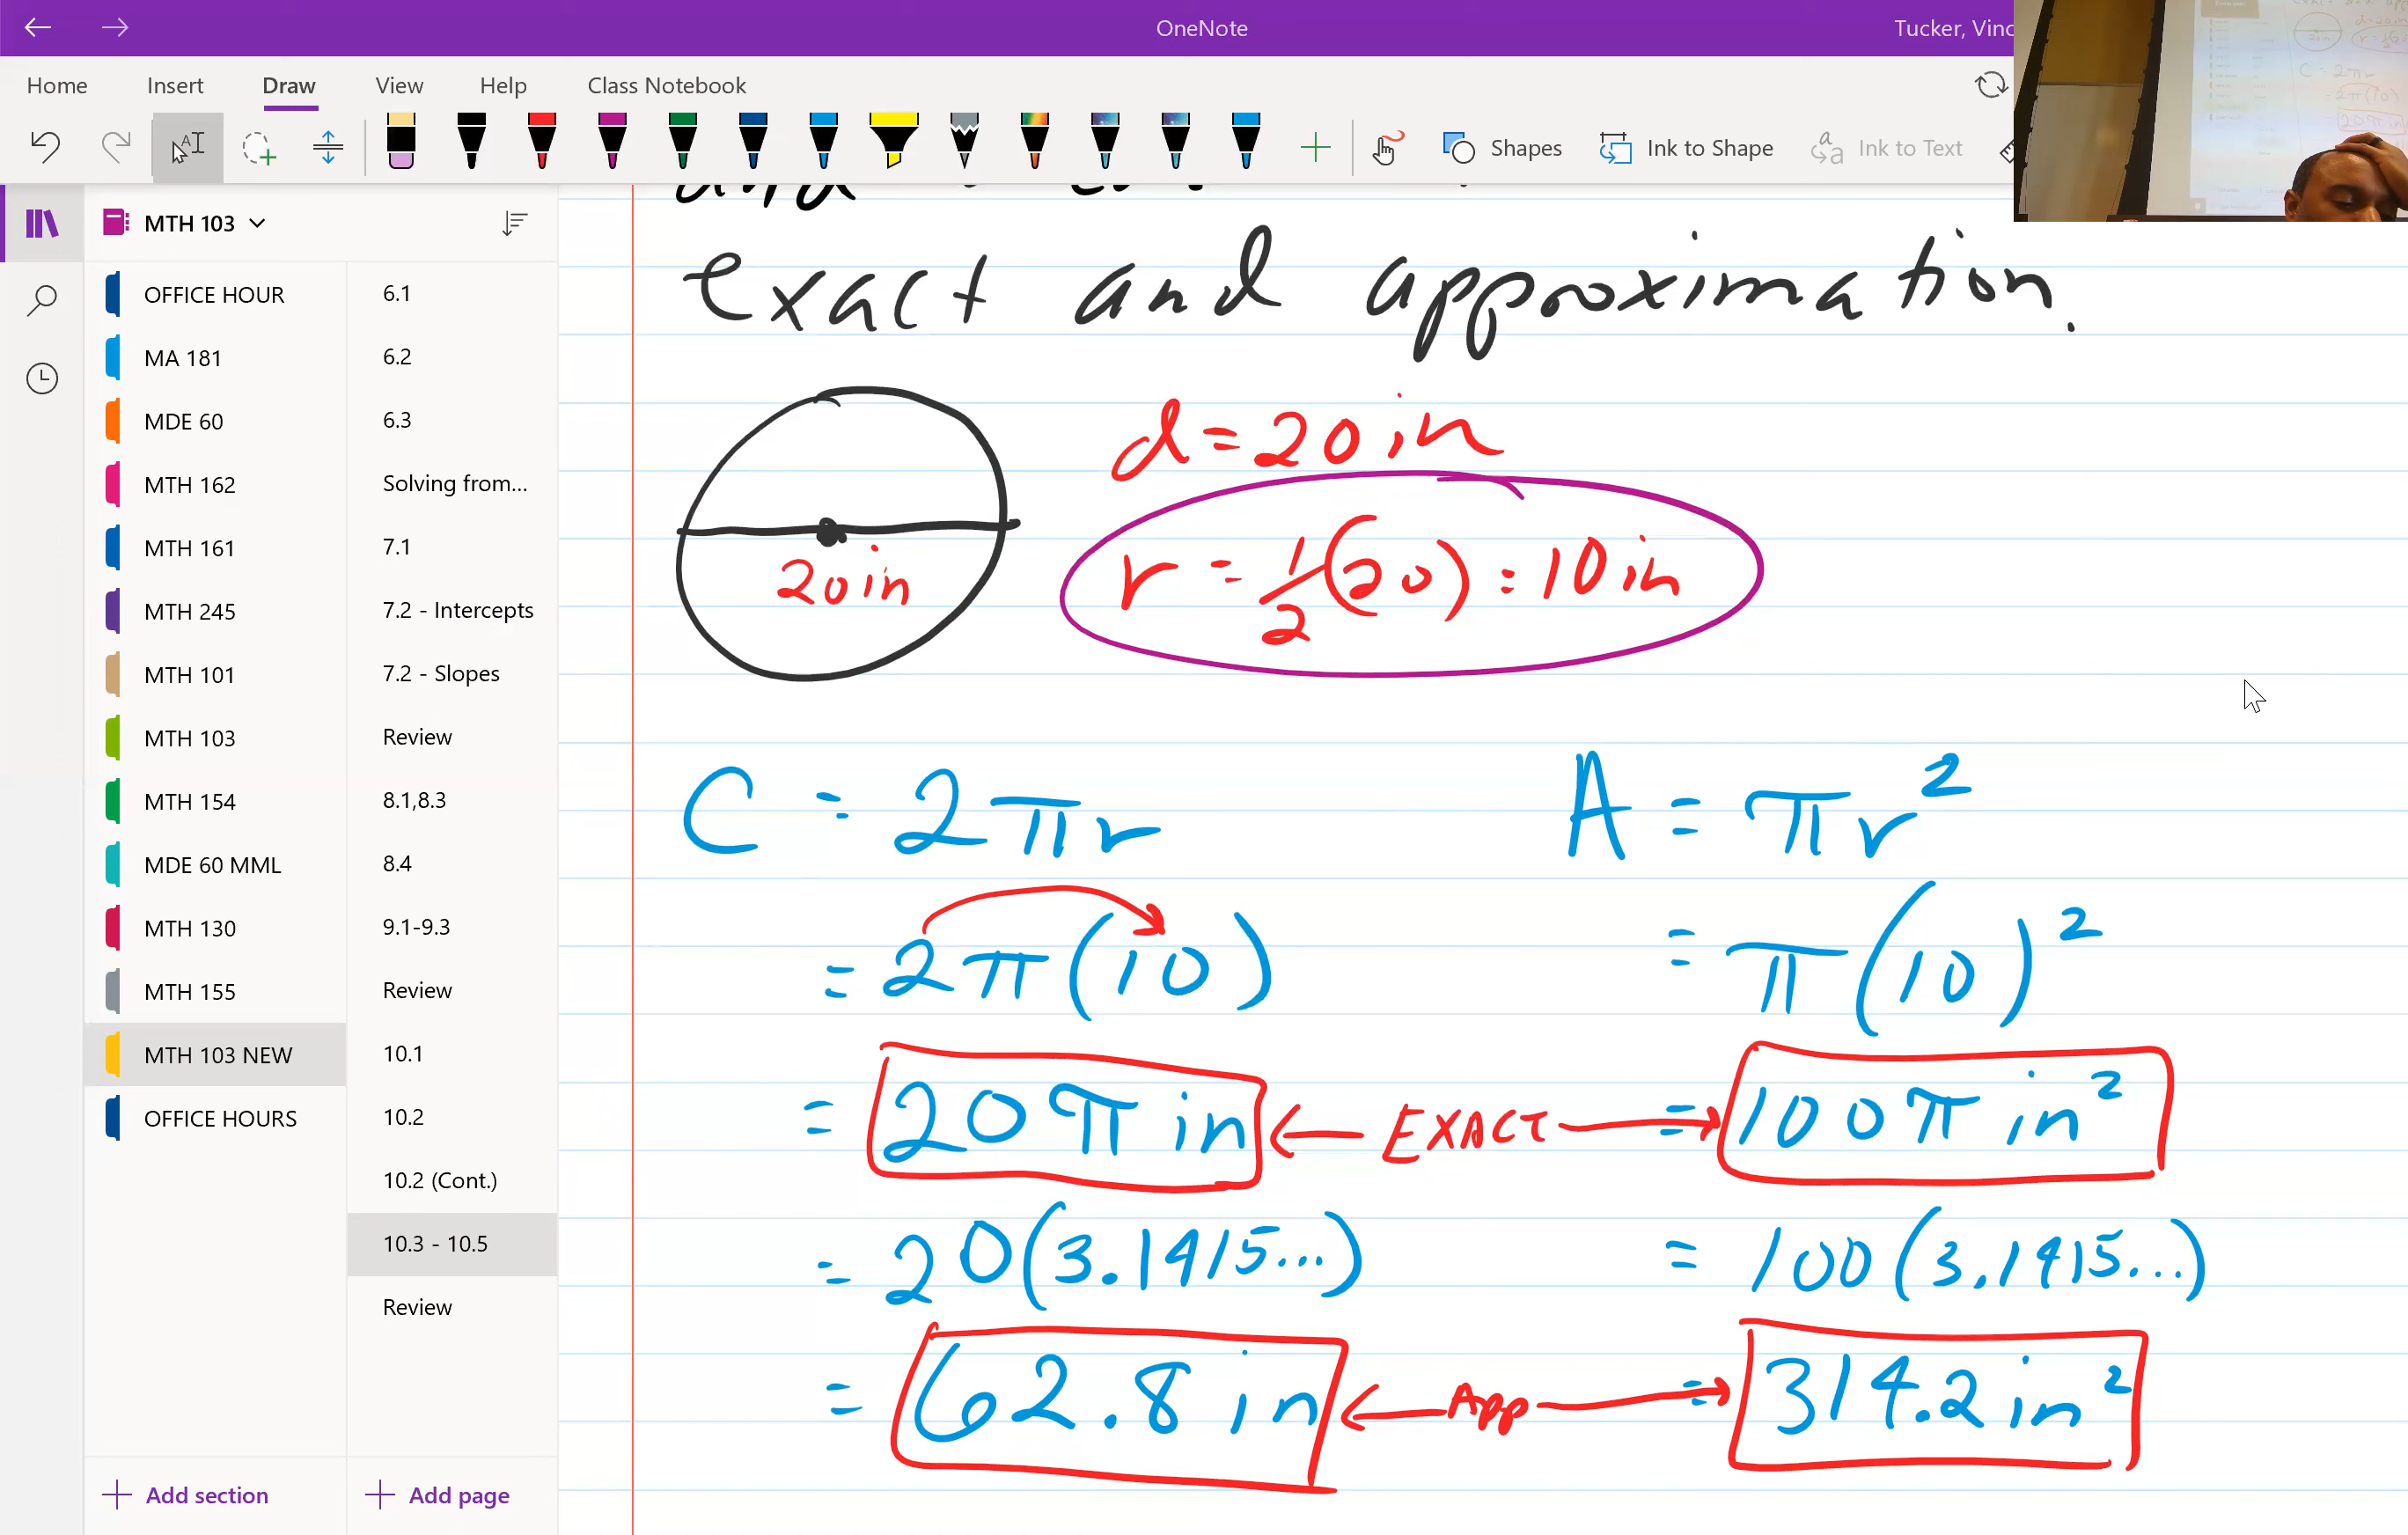 OneNote
Tucker, Vinc
Home Insert Draw View Help Class Notebook
Shapes Ink to Shape Ink to Text
MTH 103
OFFICE HOUR
MA 181
MDE 60
MTH 162
MTH 161
MTH 245
MTH 101
MTH 103
MTH 154
MDE 60 MML
MTH 130
MTH 155
MTH 103 NEW
OFFICE HOURS
Add section
6.1
6.2
6.3
Solving from...
7.1
7.2 - Intercepts
7.2 - Slopes
Review
8.1,8.3
8.4
9.1-9.3
Review
10.1
10.2
10.2 (Cont.)
10.3 - 10.5
Review
Add page
exact and approximation.
20 in
d = 20 in
r = 1/2 (20) = 10 in
C = 2πr
= 2π(10)
= 20π in
= 20(3.1415...)
= 62.8 in
← EXACT →
← App →
A = πr²
= π(10)²
= 100π in²
= 100(3.1415...)
= 314.2 in²